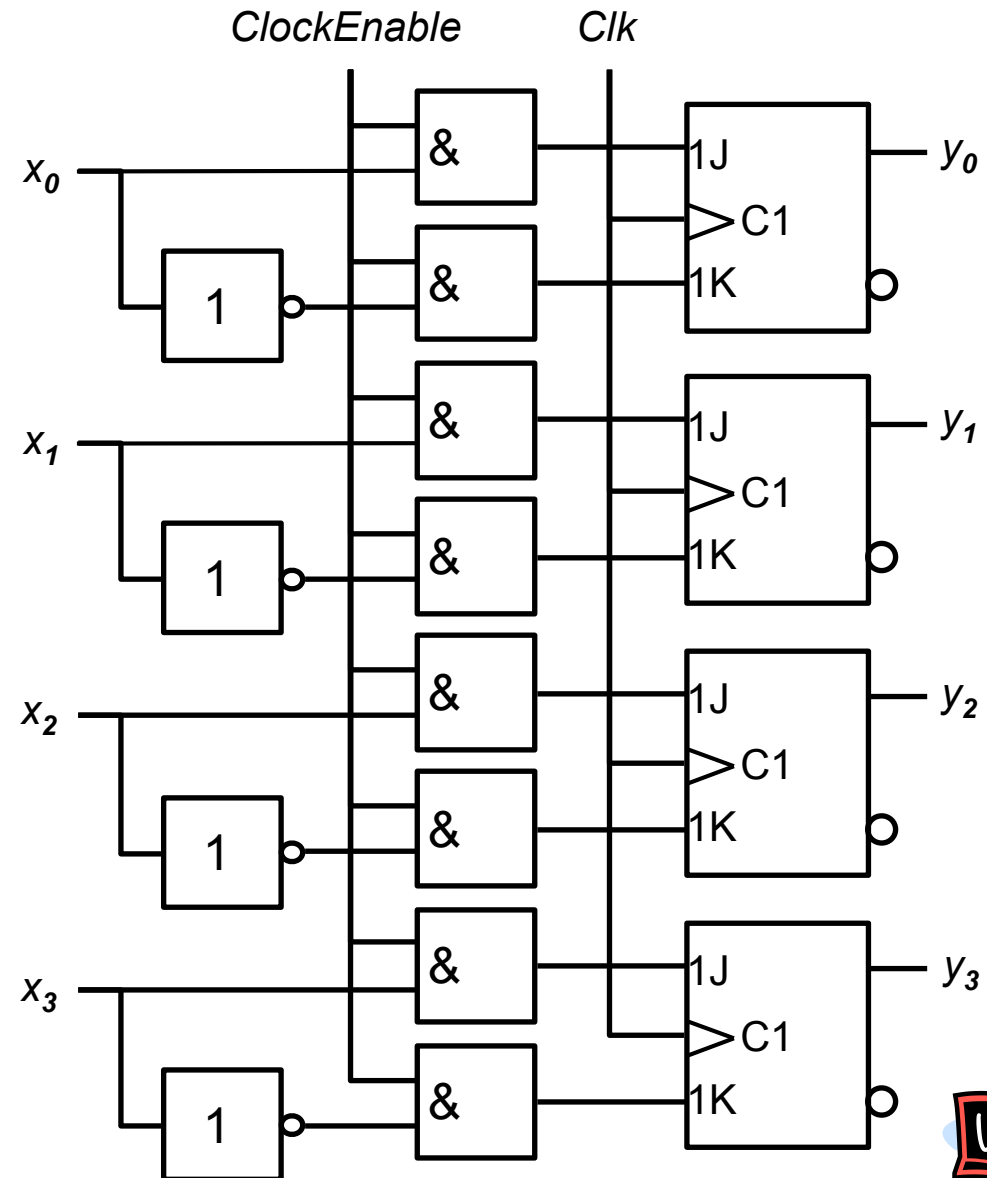 ClockEnable Clk
& 1J y0
x0 C1
& 1K
1
& 1J y1
x1 C1
& 1K
1
& 1J y2
x2 C1
& 1K
1
& 1J y3
x3 C1
& 1K
1